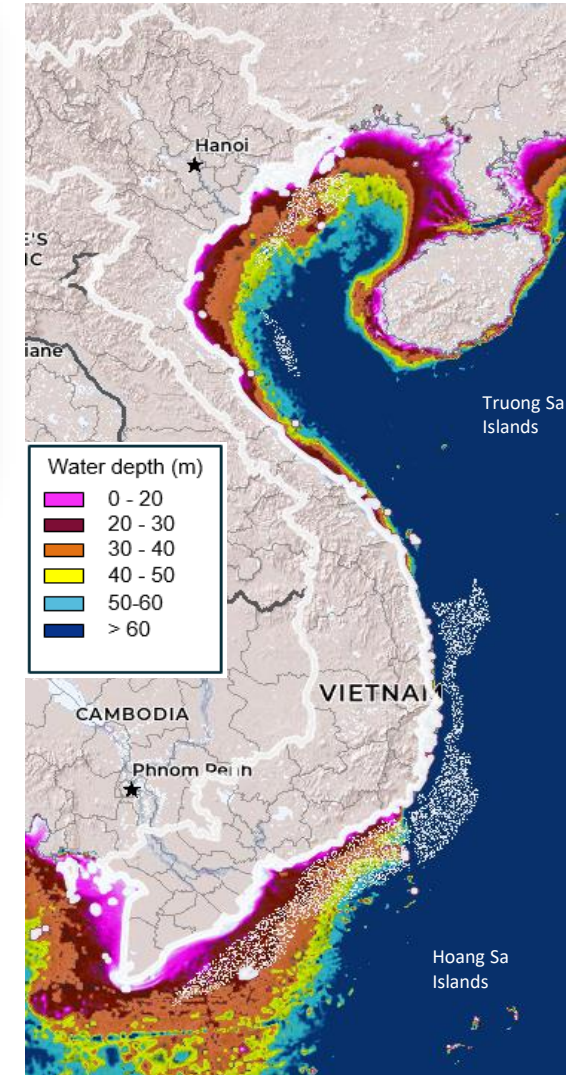 Hanoi
E'S
IC
iane
Truong Sa
Islands
Water depth (m)
0 - 20
20 - 30
30 - 40
40 - 50
50-60
> 60
VIETNAM
CAMBODIA
Phnom Penh
Hoang Sa
Islands